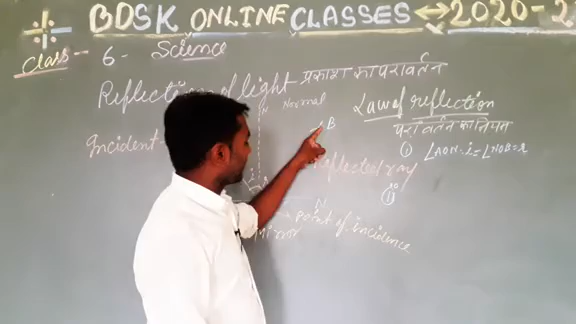 BDSK ONLINE CLASSES ↔ 2020-2
Class - 6 - Science
Reflection of light - प्रकाश का परावर्तन
N Normal
Law of reflection
B
परावर्तन का नियम
Incident
① ∠AON=i=∠NOB=r
Reflected ray
i
N
point of incidence